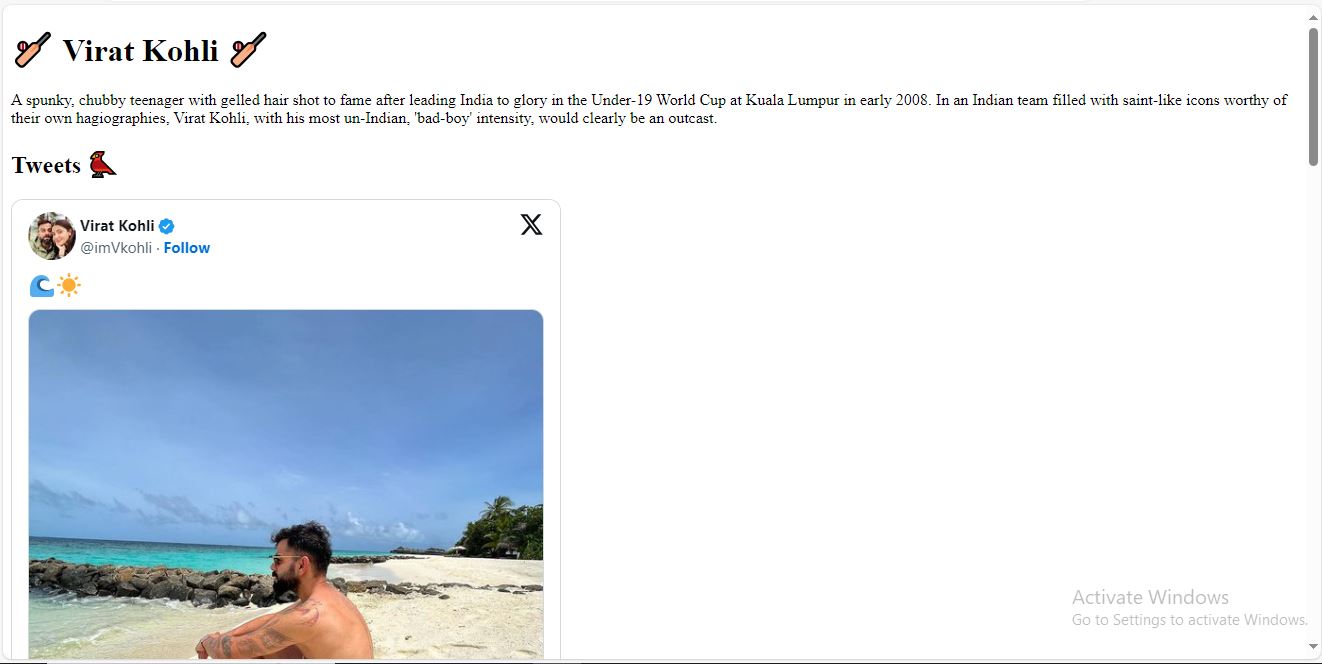 Virat Kohli
A spunky, chubby teenager with gelled hair shot to fame after leading India to glory in the Under-19 World Cup at Kuala Lumpur in early 2008. In an Indian team filled with saint-like icons worthy of
their own hagiographies, Virat Kohli, with his most un-Indian, 'bad-boy' intensity, would clearly be an outcast.
Tweets
Virat Kohli
@imVkohli · Follow
Activate Windows
Go to Settings to activate Windows.